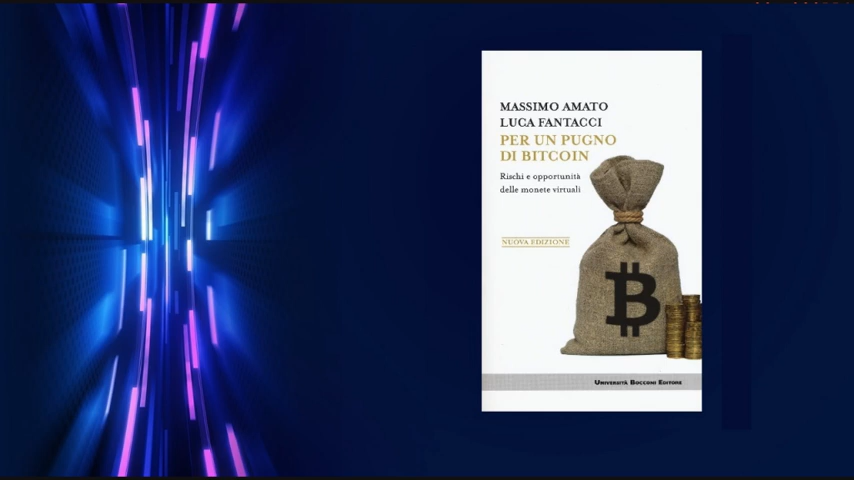 MASSIMO AMATO
LUCA FANTACCI
PER UN PUGNO
DI BITCOIN
Rischi e opportunità
delle monete virtuali
NUOVA EDIZIONE
UNIVERSITÀ BOCCONI EDITORE